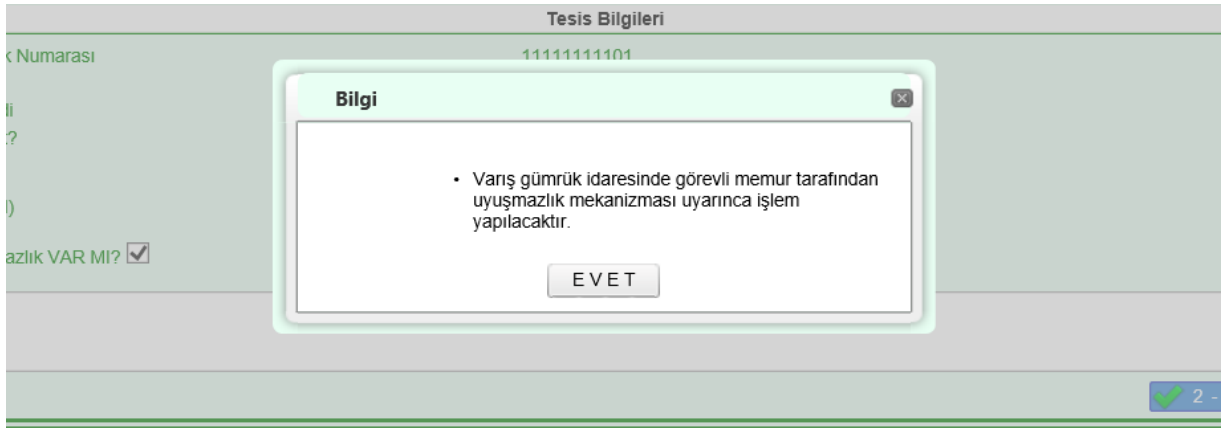 Tesis Bilgileri
k Numarası 11111111101
Bilgi
li
t?
• Varış gümrük idaresinde görevli memur tarafından
uyuşmazlık mekanizması uyarınca işlem
yapılacaktır.
azlık VAR MI?
E V E T
2 -